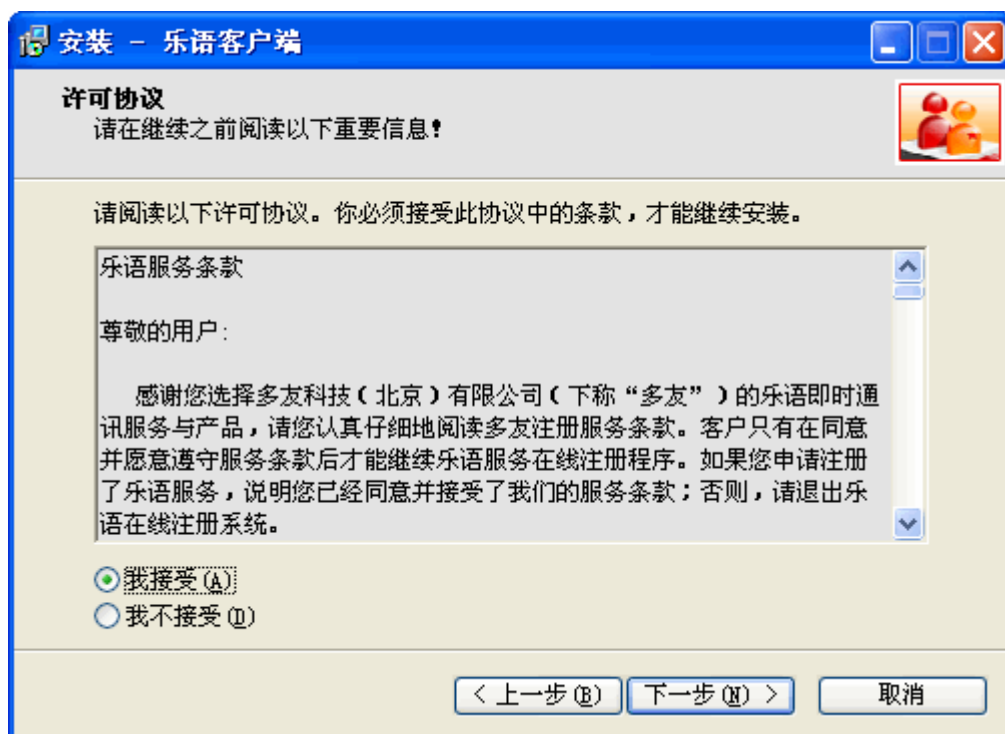 安装 - 乐语客户端
许可协议
请在继续之前阅读以下重要信息!
请阅读以下许可协议。你必须接受此协议中的条款，才能继续安装。
乐语服务条款
尊敬的用户:
感谢您选择多友科技(北京)有限公司(下称“多友”)的乐语即时通
讯服务与产品，请您认真仔细地阅读多友注册服务条款。客户只有在同意
并愿意遵守服务条款后才能继续乐语服务在线注册程序。如果您申请注册
了乐语服务，说明您已经同意并接受了我们的服务条款；否则，请退出乐
语在线注册系统。
我接受(A)
我不接受(D)
< 上一步(B) 下一步(N) > 取消